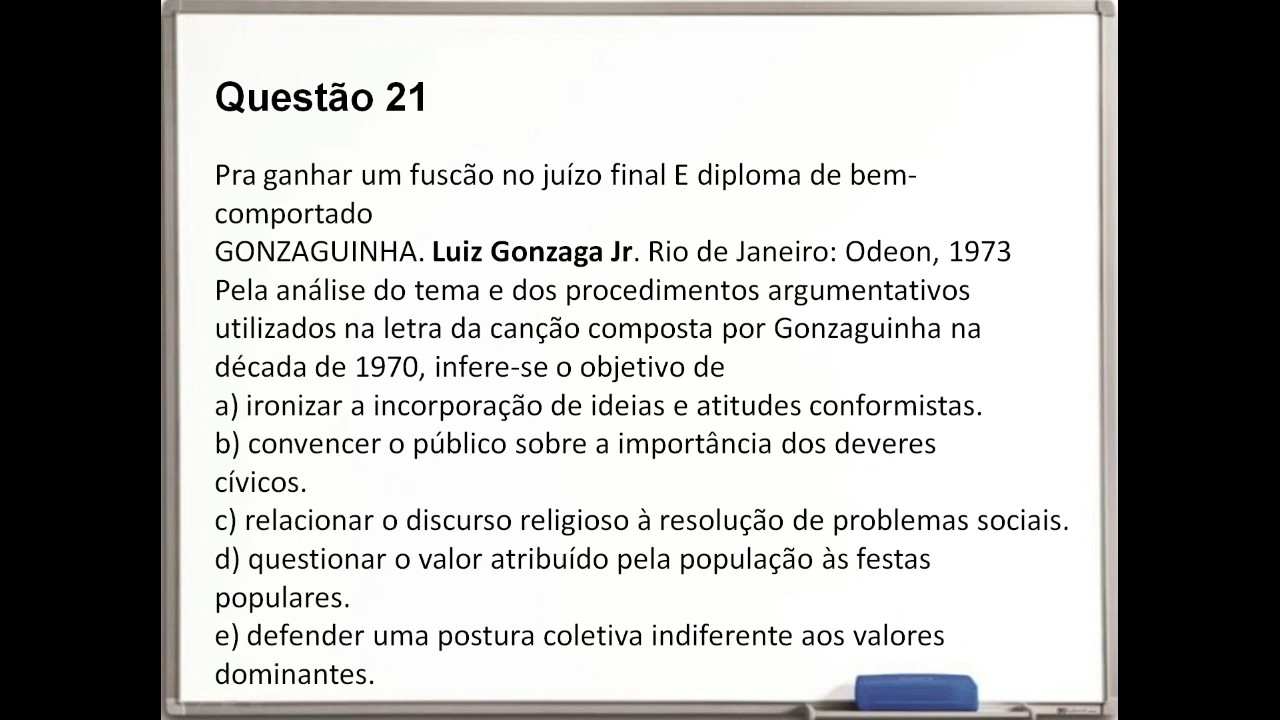 Questão 21
Pra ganhar um fuscão no juízo final E diploma de bem-
comportado
GONZAGUINHA. Luiz Gonzaga Jr. Rio de Janeiro: Odeon, 1973
Pela análise do tema e dos procedimentos argumentativos
utilizados na letra da canção composta por Gonzaguinha na
década de 1970, infere-se o objetivo de
a) ironizar a incorporação de ideias e atitudes conformistas.
b) convencer o público sobre a importância dos deveres
cívicos.
c) relacionar o discurso religioso à resolução de problemas sociais.
d) questionar o valor atribuído pela população às festas
populares.
e) defender uma postura coletiva indiferente aos valores
dominantes.